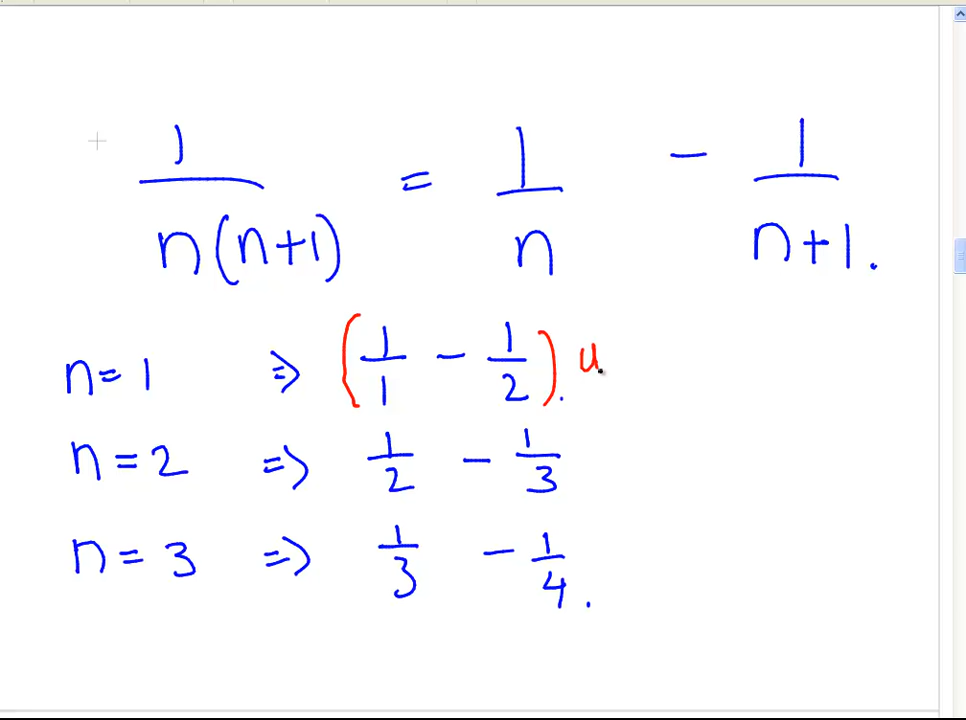 1/n(n+1) = 1/n - 1/n+1.
n=1 => (1/1 - 1/2). u
n=2 => 1/2 - 1/3
n=3 => 1/3 - 1/4.